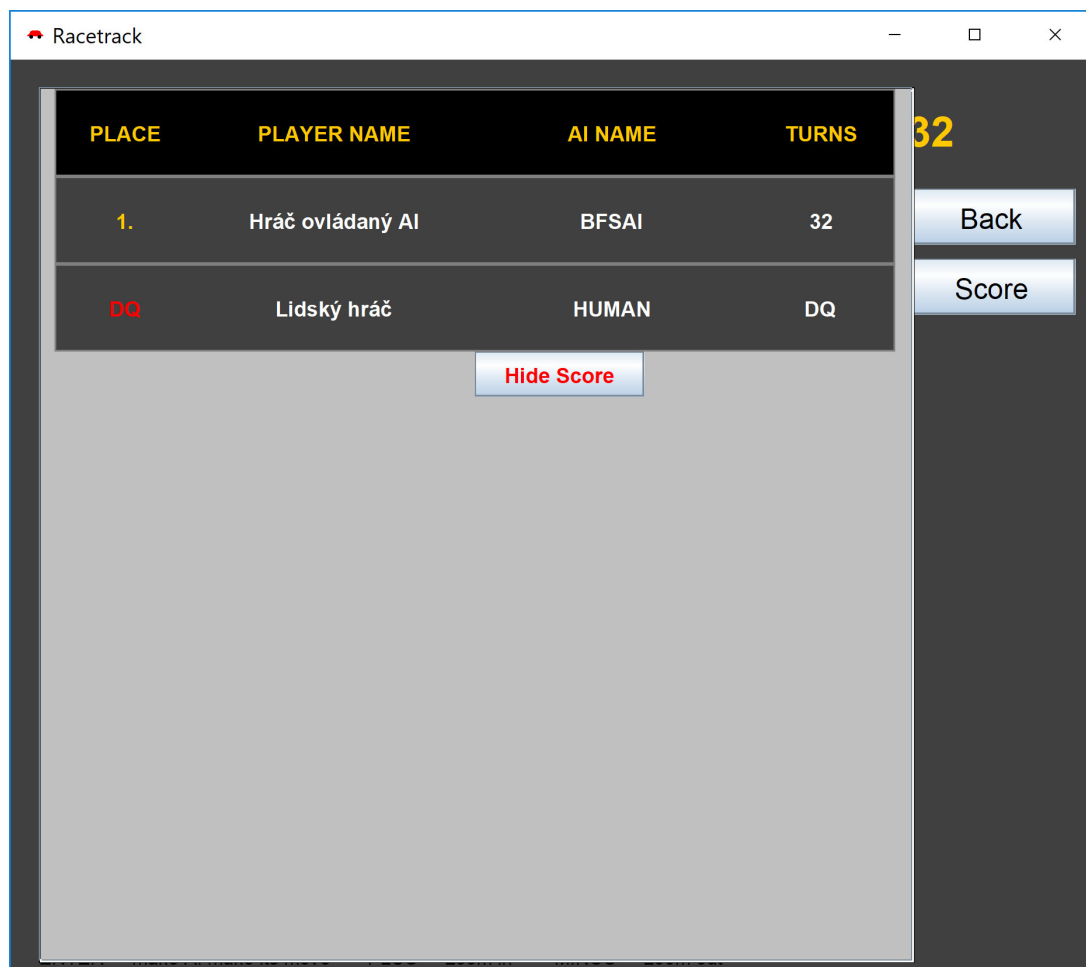 Racetrack
PLACE PLAYER NAME AI NAME TURNS
32
1. Hráč ovládaný AI BFSAI 32
Back
Score
DQ Lidský hráč HUMAN DQ
Hide Score